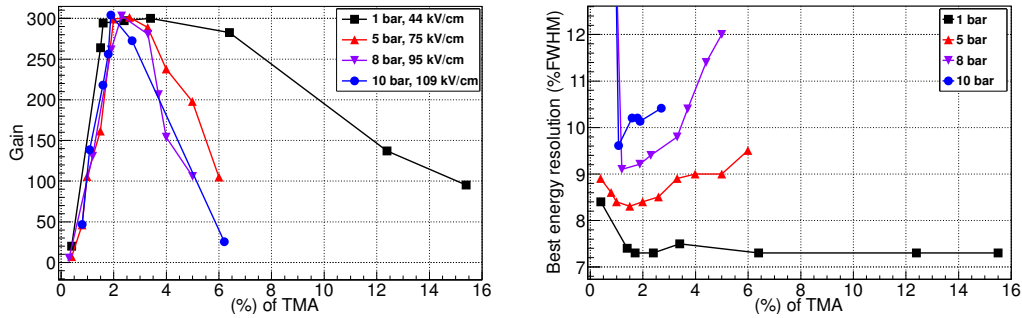 300
250
200
150
100
50
0
Gain
1 bar, 44 kV/cm
5 bar, 75 kV/cm
8 bar, 95 kV/cm
10 bar, 109 kV/cm
0 2 4 6 8 10 12 14 16
(%) of TMA
12
11
10
9
8
7
Best energy resolution (%FWHM)
1 bar
5 bar
8 bar
10 bar
0 2 4 6 8 10 12 14 16
(%) of TMA